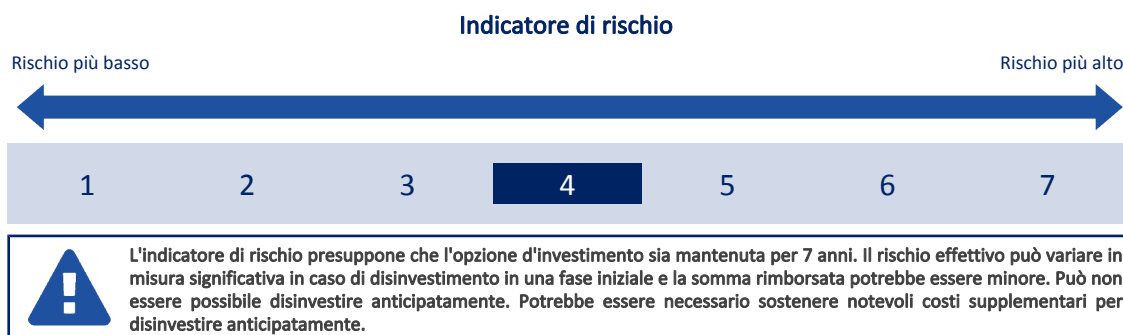 Indicatore di rischio
Rischio più basso Rischio più alto
1 2 3 4 5 6 7
L'indicatore di rischio presuppone che l'opzione d'investimento sia mantenuta per 7 anni. Il rischio effettivo può variare in
misura significativa in caso di disinvestimento in una fase iniziale e la somma rimborsata potrebbe essere minore. Può non
essere possibile disinvestire anticipatamente. Potrebbe essere necessario sostenere notevoli costi supplementari per
disinvestire anticipatamente.